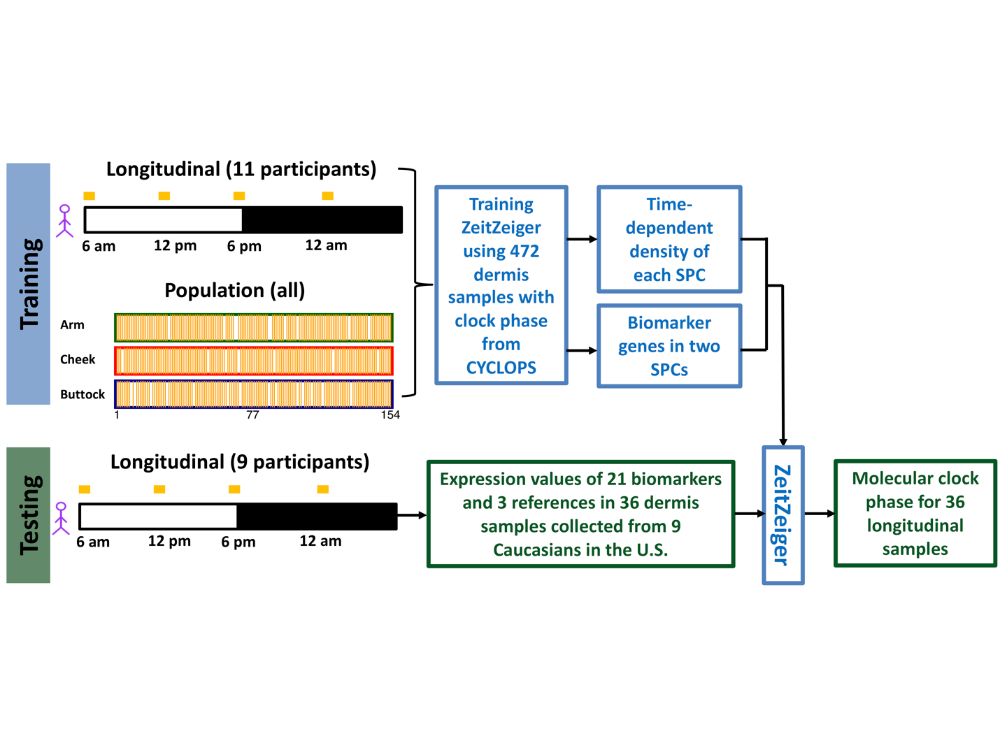 Training
Longitudinal (11 participants)
6 am
12 pm
6 pm
12 am
Population (all)
Arm
Cheek
Buttock
1
77
154
Training
ZeitZeiger
using 472
dermis
samples with
clock phase
from
CYCLOPS
Time-
dependent
density of
each SPC
Biomarker
genes in two
SPCs
Testing
Longitudinal (9 participants)
6 am
12 pm
6 pm
12 am
Expression values of 21 biomarkers
and 3 references in 36 dermis
samples collected from 9
Caucasians in the U.S.
ZeitZeiger
Molecular clock
phase for 36
longitudinal
samples